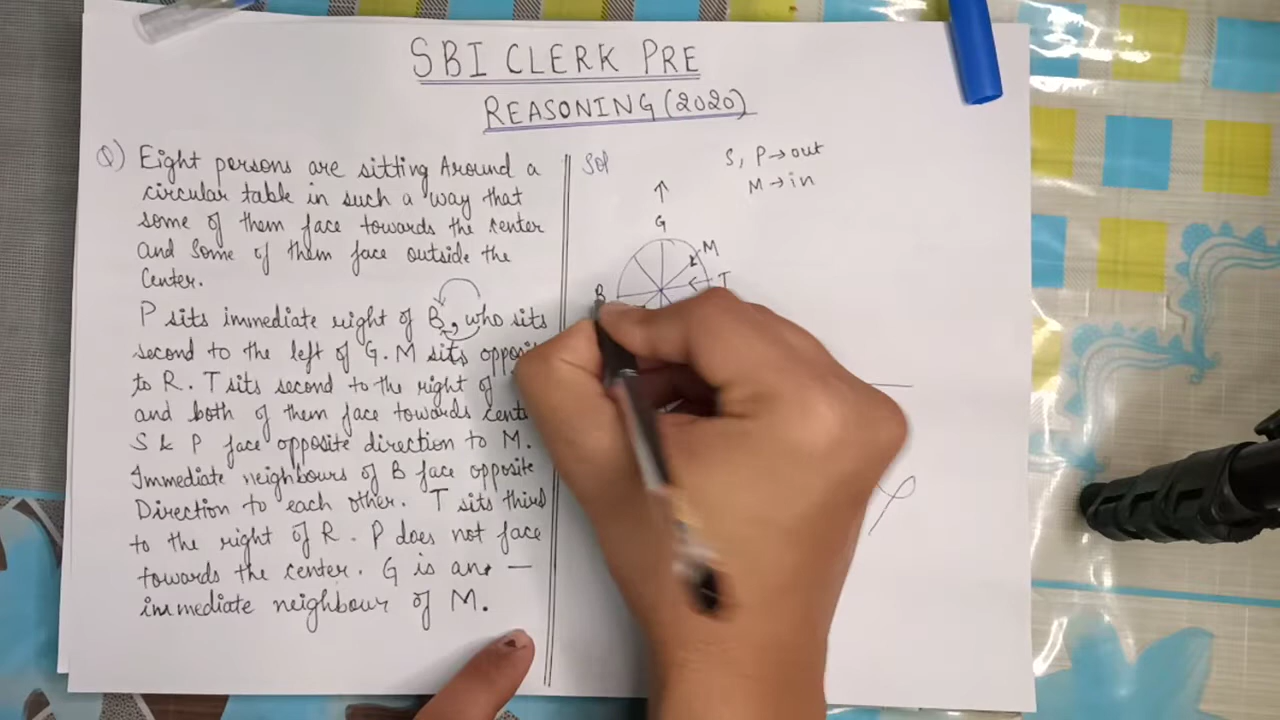 SBI CLERK PRE
REASONING (2020)
Q) Eight persons are sitting Around a
circular table in such a way that
some of them face towards the center
and some of them face outside the
Center.
P sits immediate right of B, who sits
second to the left of G. M sits
to R. T sits second to the right of
and both of them face towards
S & P face opposite direction to M.
Immediate neighbours of B face opposite
Direction to each other. T sits third
to the right of R. P does not face
towards the center. G is an —
immediate neighbour of M.
Sol
S, P → out
M → in
G
M
T
B